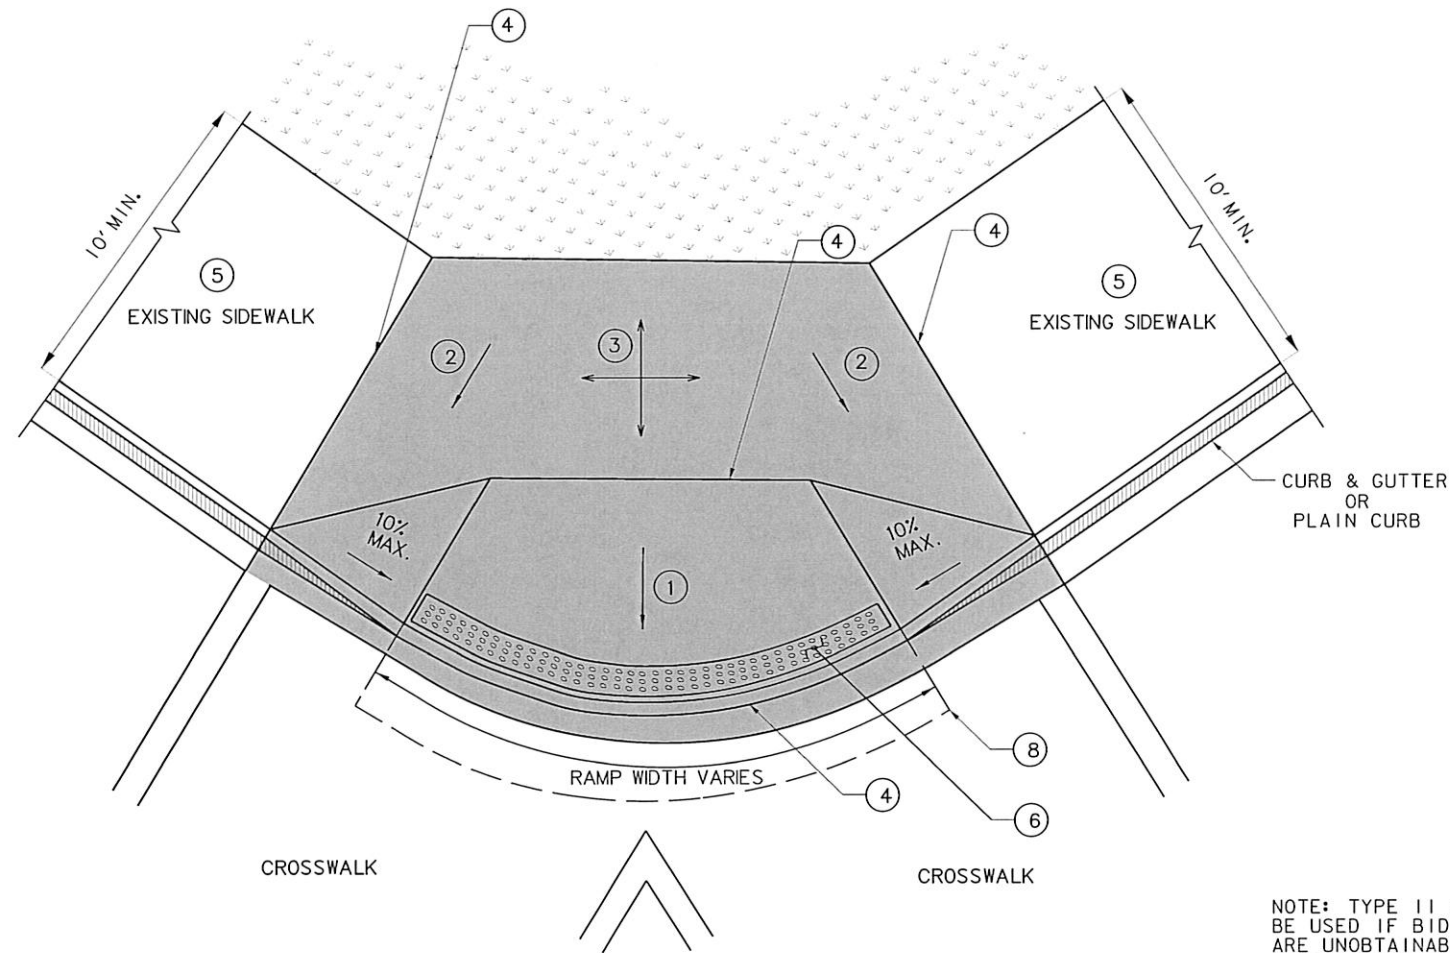 4
10' MIN.
10' MIN.
4
4
5
5
EXISTING SIDEWALK
EXISTING SIDEWALK
2
3
2
CURB & GUTTER
OR
PLAIN CURB
10%
MAX.
10%
MAX.
1
8
RAMP WIDTH VARIES
4
6
CROSSWALK
CROSSWALK
NOTE: TYPE II
BE USED IF BID
ARE UNOBTAINAB